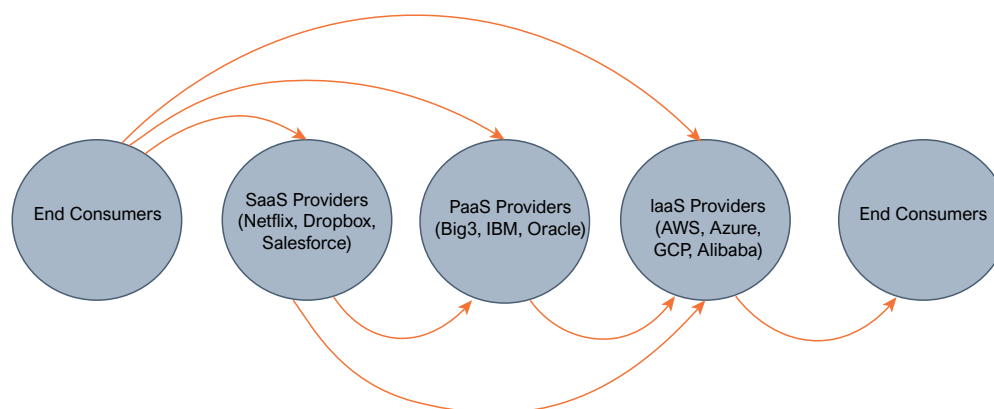 End Consumers
SaaS Providers
(Netflix, Dropbox,
Salesforce)
PaaS Providers
(Big3, IBM, Oracle)
IaaS Providers
(AWS, Azure,
GCP, Alibaba)
End Consumers